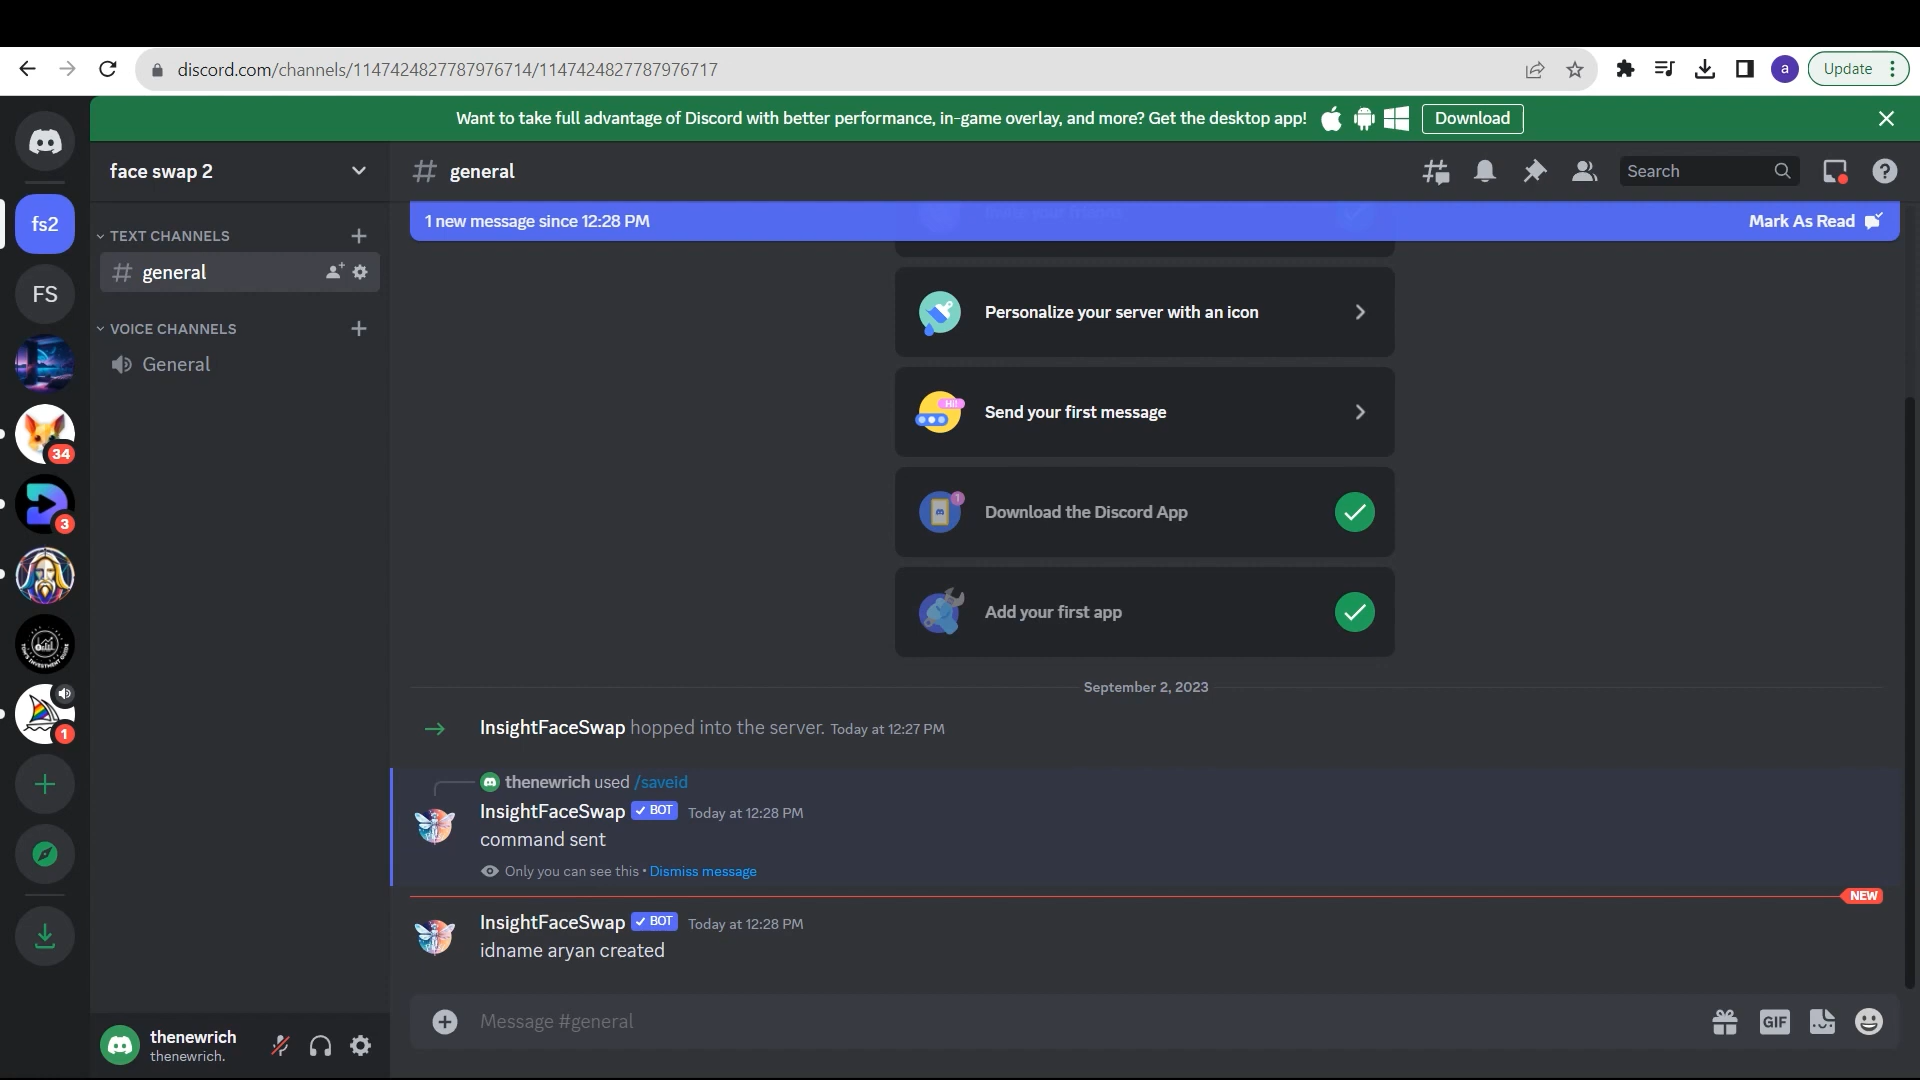 discord.com/channels/1147424827787976714/1147424827787976717
a
Update
Want to take full advantage of Discord with better performance, in-game overlay, and more? Get the desktop app!
Download
face swap 2
general
Search
fs2
1 new message since 12:28 PM
Mark As Read
Invite your friends
TEXT CHANNELS
general
FS
VOICE CHANNELS
General
Personalize your server with an icon
Hi!
Send your first message
34
1
Download the Discord App
3
Add your first app
September 2, 2023
InsightFaceSwap hopped into the server. Today at 12:27 PM
1
thenewrich used /saveid
InsightFaceSwap BOT Today at 12:28 PM
command sent
Only you can see this • Dismiss message
NEW
InsightFaceSwap BOT Today at 12:28 PM
idname aryan created
Message #general
GIF
thenewrich
thenewrich.